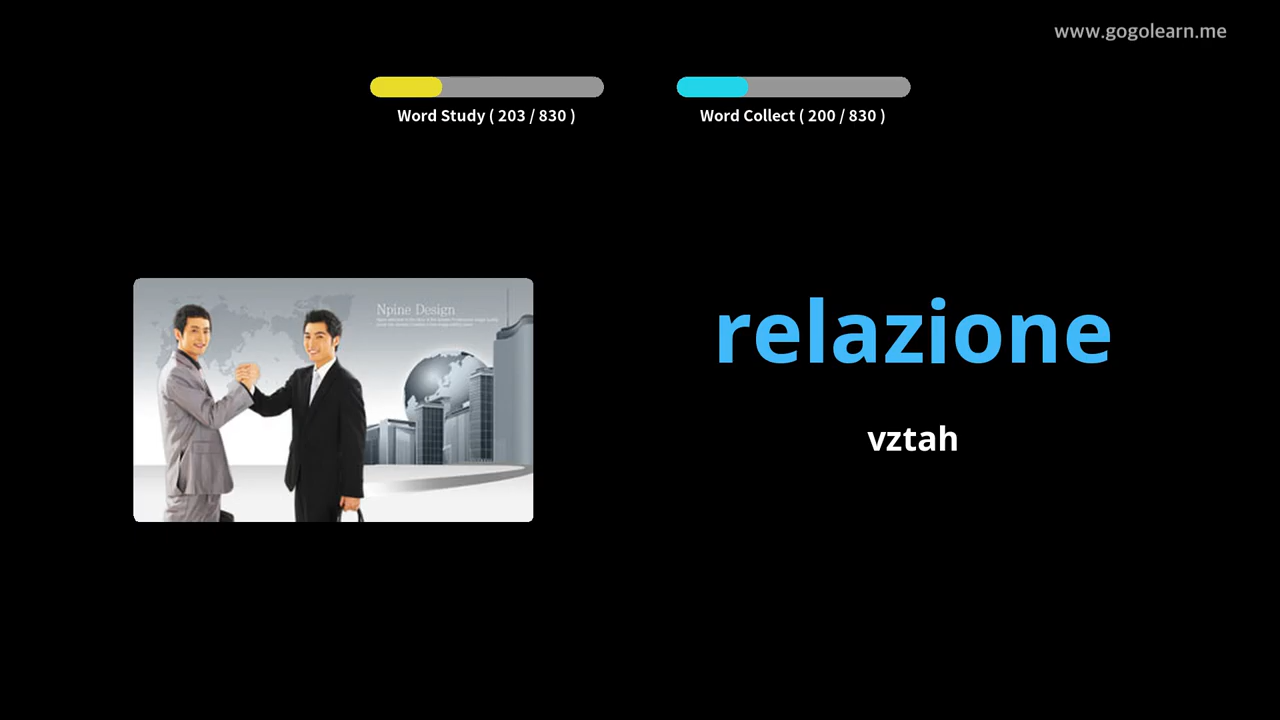 www.gogolearn.me
Word Study ( 203 / 830 )
Word Collect ( 200 / 830 )
Npine Design
relazione
vztah